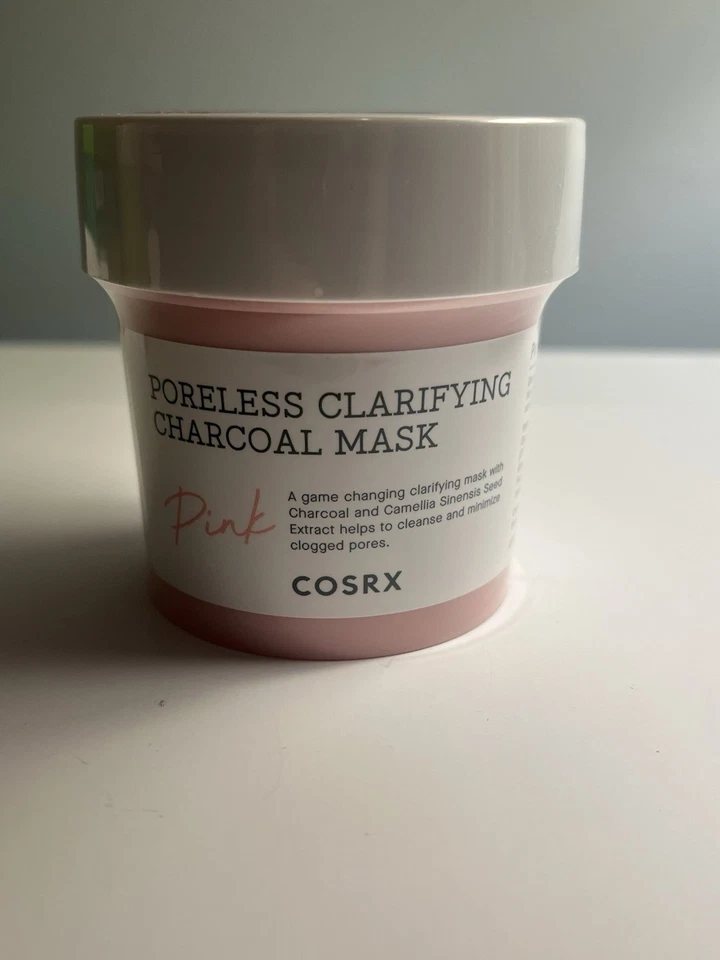 PORELESS CLARIFYING
CHARCOAL MASK
Pink
A game changing clarifying mask with
Charcoal and Camellia Sinensis Seed
Extract helps to cleanse and minimize
clogged pores.
COSRX